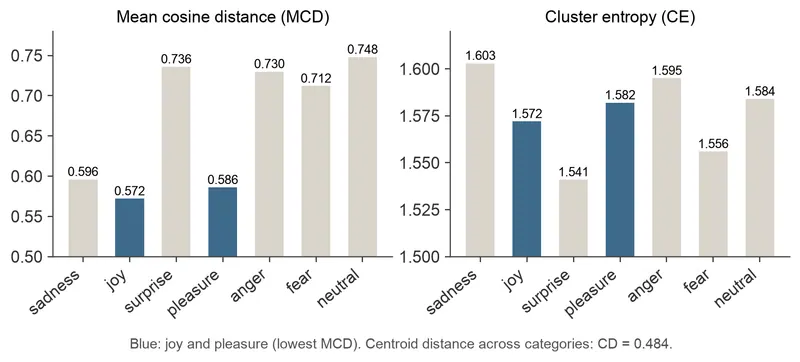 Mean cosine distance (MCD)
0.75
0.70
0.65
0.60
0.55
0.50
0.596
0.572
0.736
0.586
0.730
0.712
0.748
sadness
joy
surprise
pleasure
anger
fear
neutral
Cluster entropy (CE)
1.600
1.575
1.550
1.525
1.500
1.603
1.572
1.541
1.582
1.595
1.556
1.584
sadness
joy
surprise
pleasure
anger
fear
neutral
Blue: joy and pleasure (lowest MCD). Centroid distance across categories: CD = 0.484.